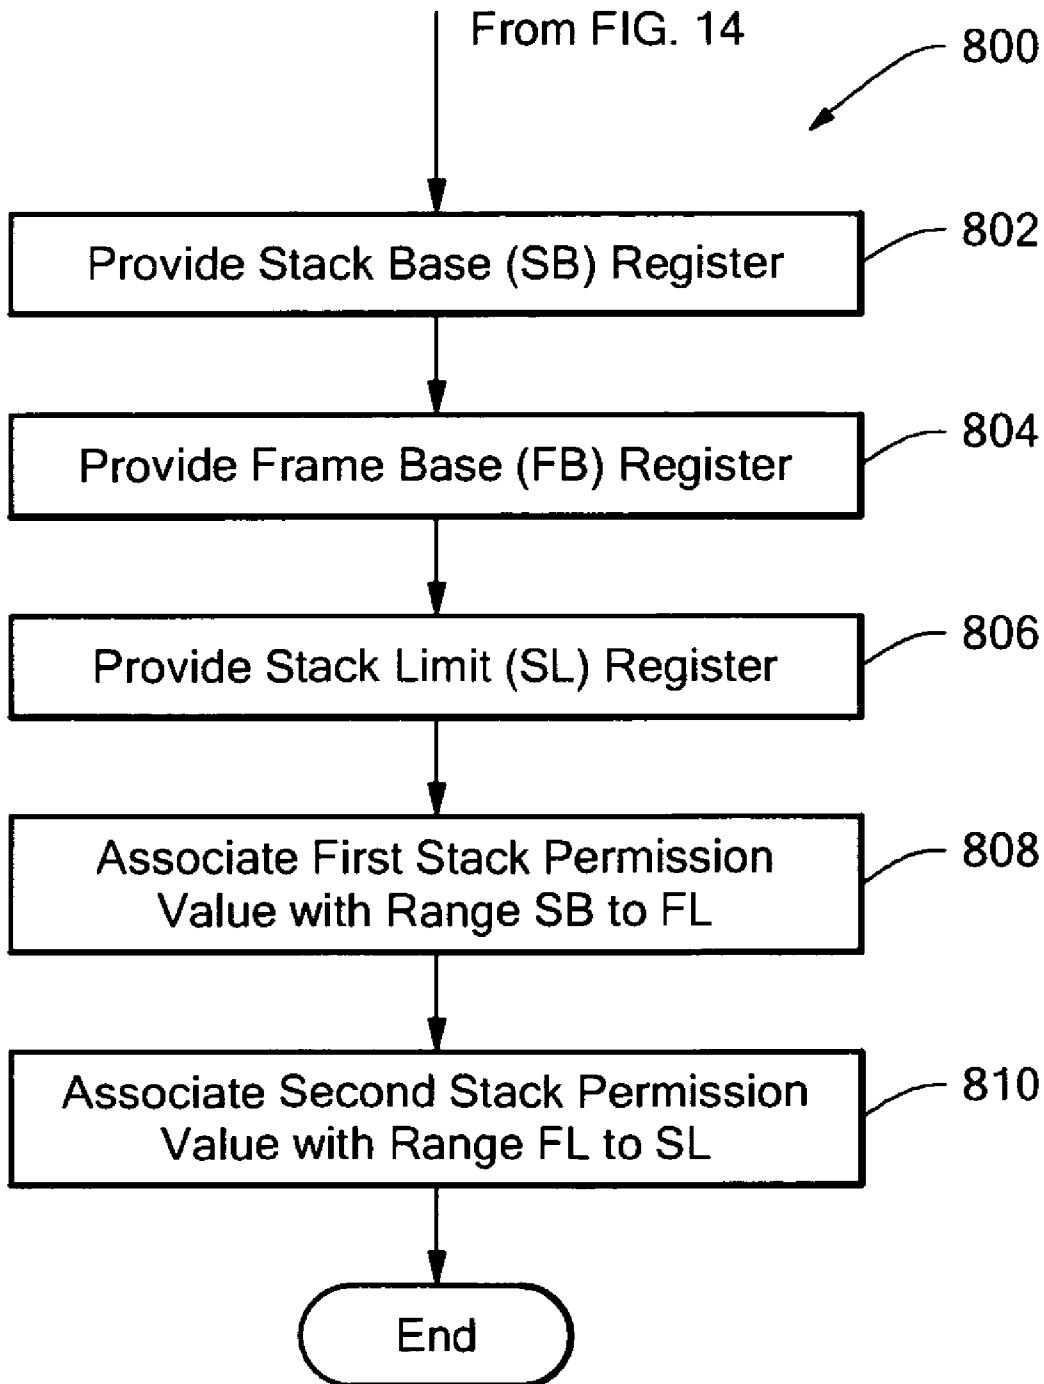 From FIG. 14
800
Provide Stack Base (SB) Register
802
Provide Frame Base (FB) Register
804
Provide Stack Limit (SL) Register
806
Associate First Stack Permission
Value with Range SB to FL
808
Associate Second Stack Permission
Value with Range FL to SL
810
End